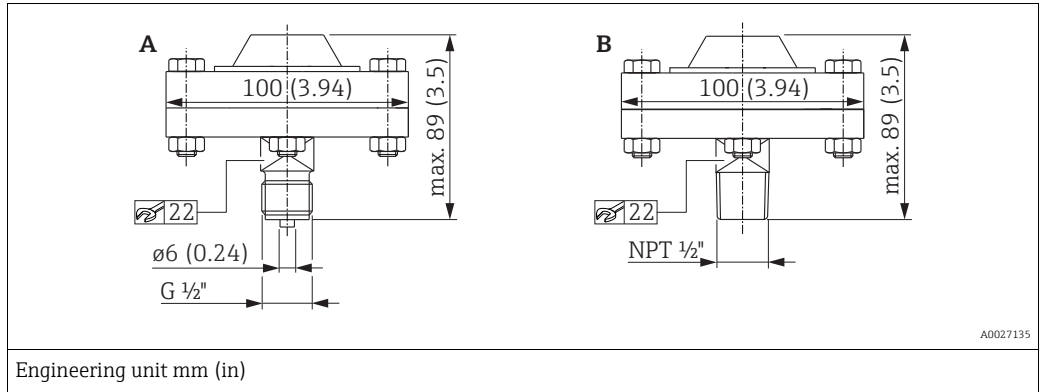 A
100 (3.94)
max. 89 (3.5)
22
ø6 (0.24)
G ½"
B
100 (3.94)
max. 89 (3.5)
22
NPT ½"
A0027135
Engineering unit mm (in)